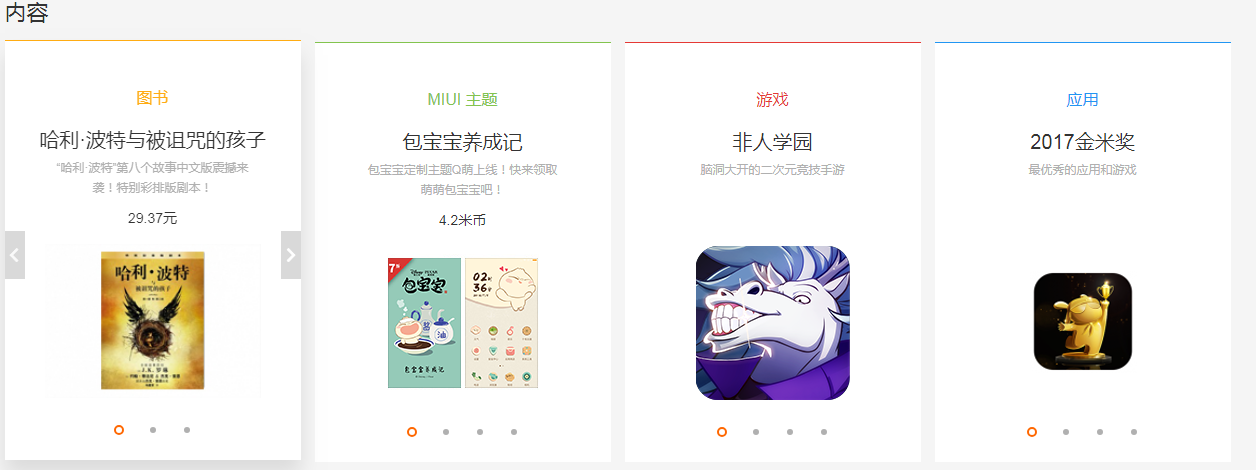 内容
图书
哈利·波特与被诅咒的孩子
“哈利·波特”第八个故事中文版震撼来
袭！特别彩排版剧本！
29.37元
哈利·波特
被诅咒的孩子
MIUI 主题
包宝宝养成记
包宝宝定制主题Q萌上线！快来领取
萌萌包宝宝吧！
4.2米币
7折
包宝宝
酱
油
包宝宝养成记
02
36
游戏
非人学园
脑洞大开的二次元竞技手游
应用
2017金米奖
最优秀的应用和游戏